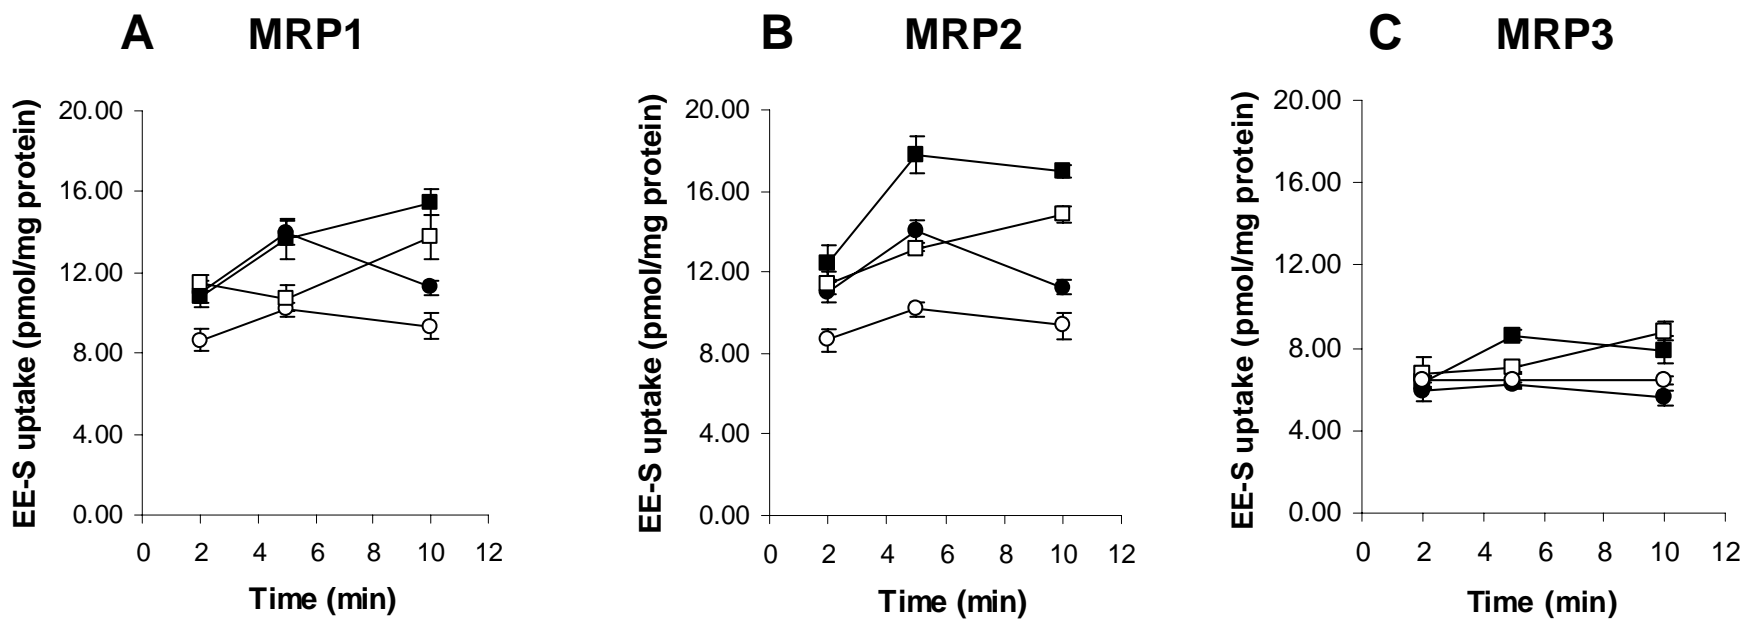 A MRP1
EE-S uptake (pmol/mg protein)
20.00
16.00
12.00
8.00
4.00
0.00
0 2 4 6 8 10 12
Time (min)
B MRP2
EE-S uptake (pmol/mg protein)
20.00
16.00
12.00
8.00
4.00
0.00
0 2 4 6 8 10 12
Time (min)
C MRP3
EE-S uptake (pmol/mg protein)
20.00
16.00
12.00
8.00
4.00
0.00
0 2 4 6 8 10 12
Time (min)